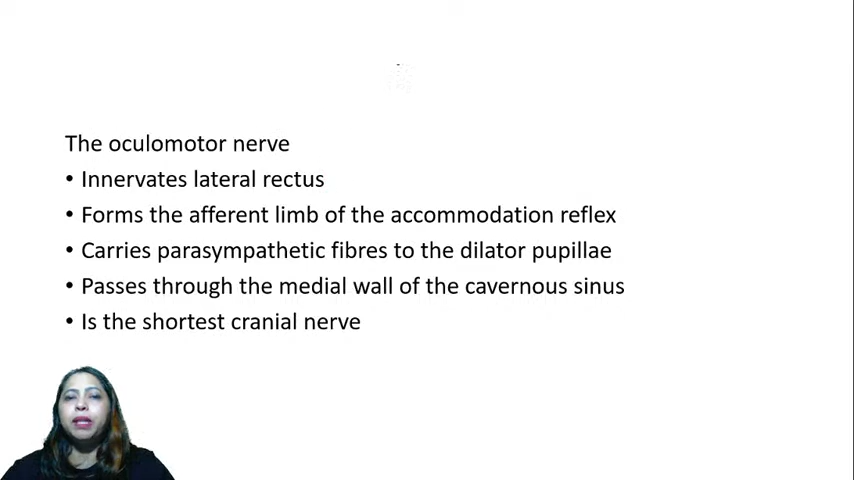 The oculomotor nerve
• Innervates lateral rectus
• Forms the afferent limb of the accommodation reflex
• Carries parasympathetic fibres to the dilator pupillae
• Passes through the medial wall of the cavernous sinus
• Is the shortest cranial nerve